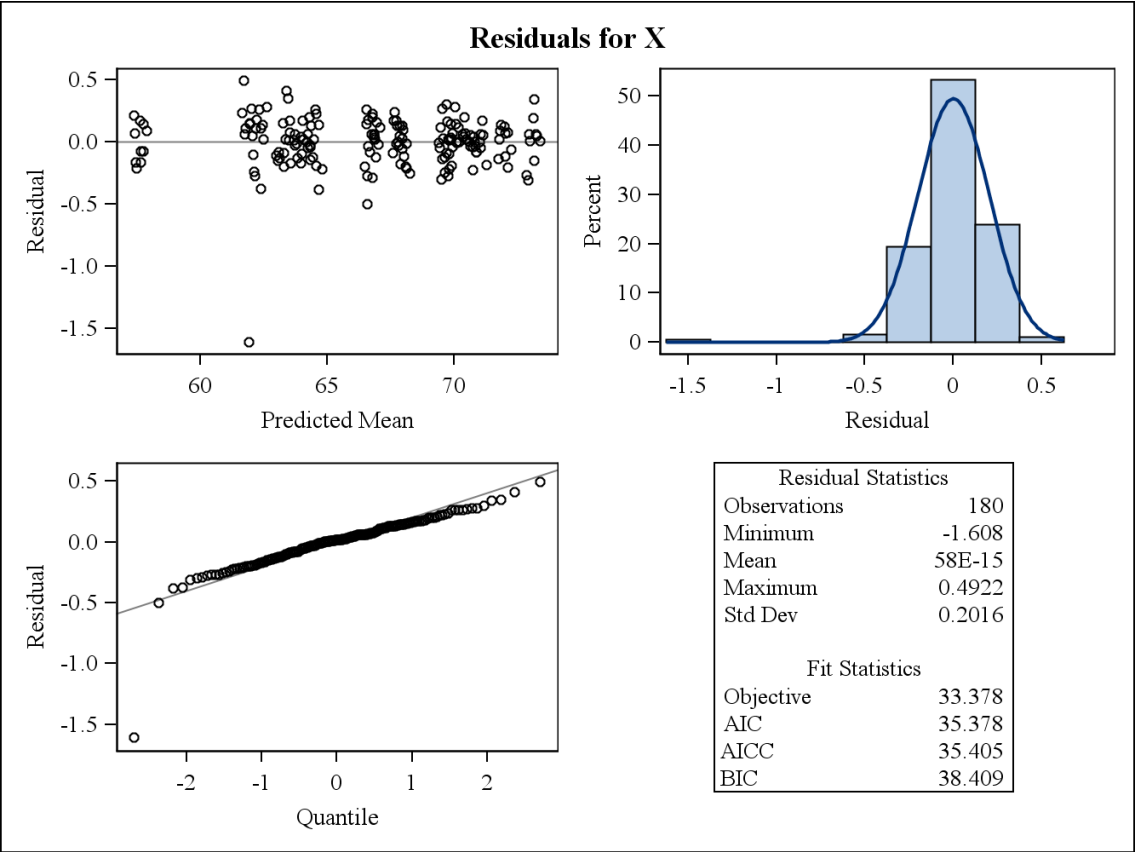 Residuals for X
0.5
0.0
-0.5
-1.0
-1.5
Residual
60 65 70
Predicted Mean
50
40
30
20
10
0
Percent
-1.5 -1 -0.5 0 0.5
Residual
0.5
0.0
-0.5
-1.0
-1.5
Residual
-2 -1 0 1 2
Quantile
Residual Statistics
Observations 180
Minimum -1.608
Mean 58E-15
Maximum 0.4922
Std Dev 0.2016
Fit Statistics
Objective 33.378
AIC 35.378
AICC 35.405
BIC 38.409